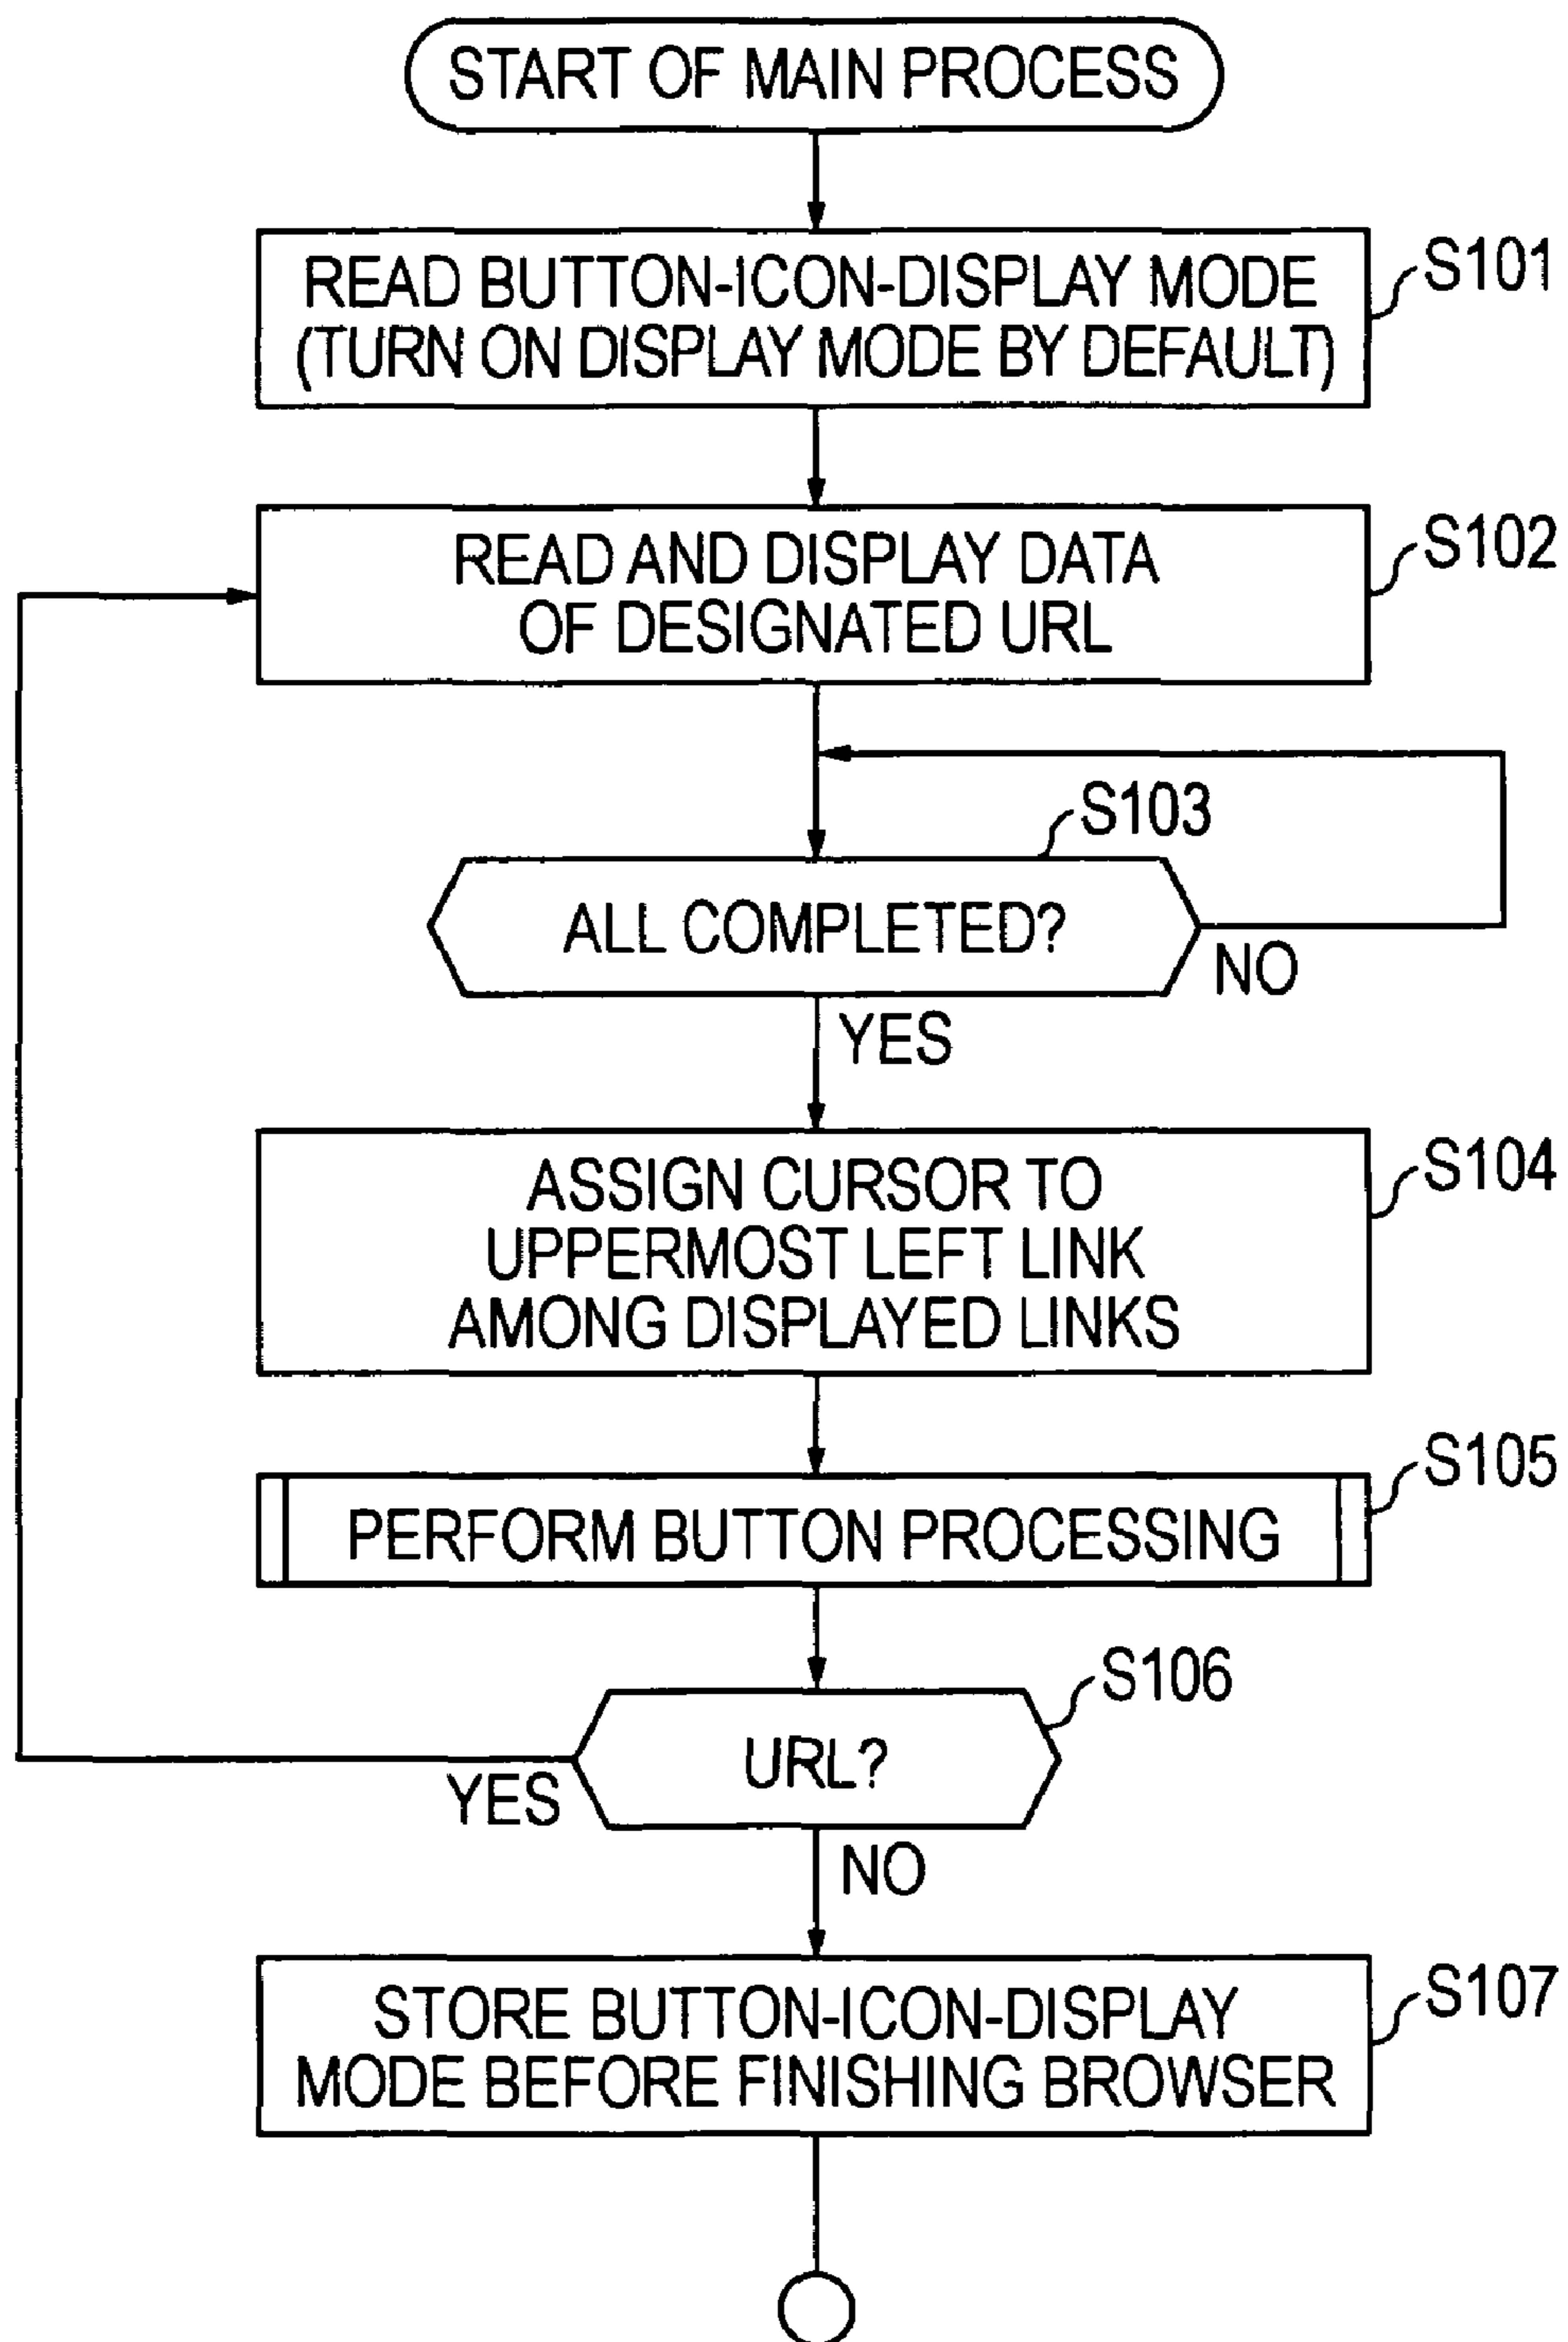 START OF MAIN PROCESS
READ BUTTON-ICON-DISPLAY MODE
(TURN ON DISPLAY MODE BY DEFAULT)
S101
READ AND DISPLAY DATA
OF DESIGNATED URL
S102
S103
ALL COMPLETED?
NO
YES
ASSIGN CURSOR TO
UPPERMOST LEFT LINK
AMONG DISPLAYED LINKS
S104
PERFORM BUTTON PROCESSING
S105
S106
URL?
YES
NO
STORE BUTTON-ICON-DISPLAY
MODE BEFORE FINISHING BROWSER
S107